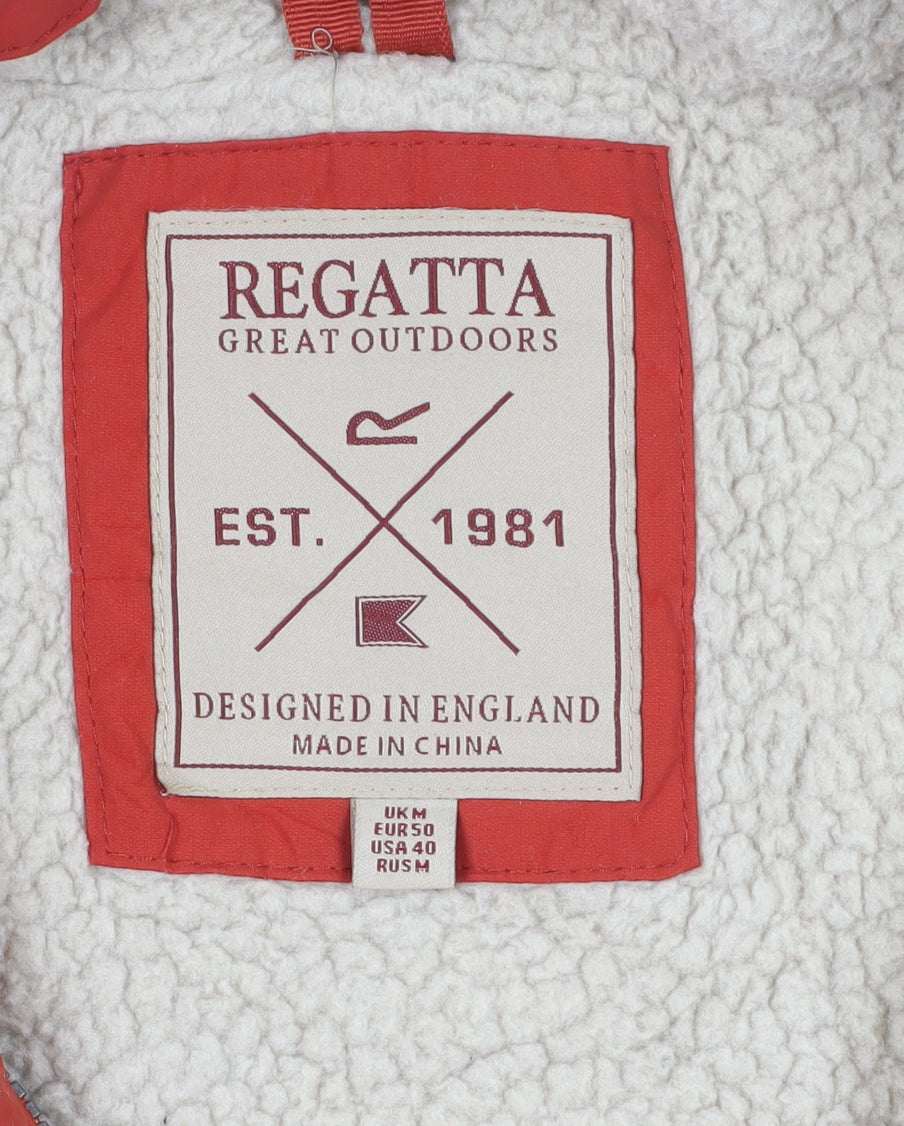 REGATTA
GREAT OUTDOORS
R
EST. 1981
DESIGNED IN ENGLAND
MADE IN CHINA
UK M
EUR 50
USA 40
RUS M